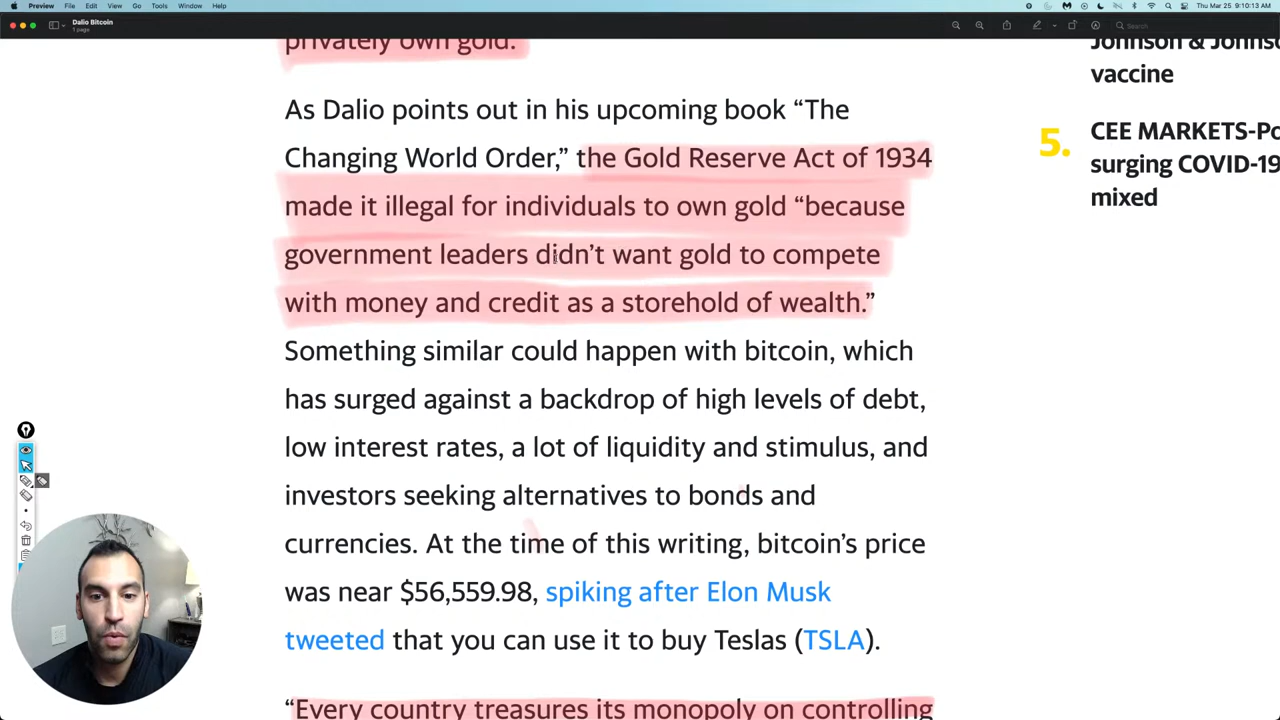 Preview File Edit View Go Tools Window Help
Thu Mar 25 9:10:13 AM
Dalio Bitcoin
1 page
Search
privately own gold.
As Dalio points out in his upcoming book “The
Changing World Order,” the Gold Reserve Act of 1934
made it illegal for individuals to own gold “because
government leaders didn’t want gold to compete
with money and credit as a storehold of wealth.”
Something similar could happen with bitcoin, which
has surged against a backdrop of high levels of debt,
low interest rates, a lot of liquidity and stimulus, and
investors seeking alternatives to bonds and
currencies. At the time of this writing, bitcoin’s price
was near $56,559.98, spiking after Elon Musk
tweeted that you can use it to buy Teslas (TSLA).
“Every country treasures its monopoly on controlling
Johnson & Johns
vaccine
5. CEE MARKETS-Po
surging COVID-19
mixed